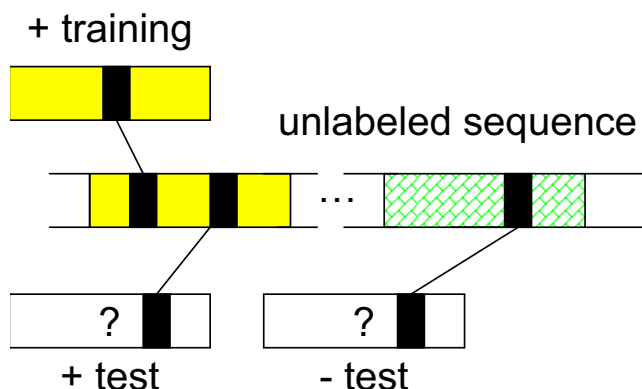 + training
unlabeled sequence
...
? ?
+ test - test